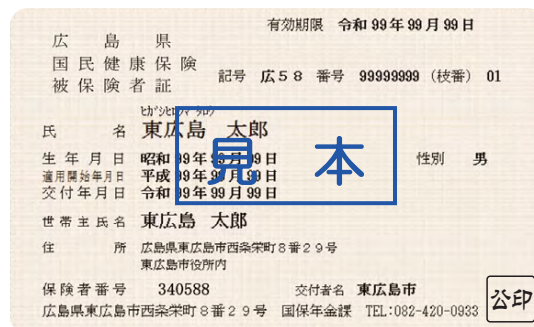 有効期限 令和99年99月99日
広島県
国民健康保険
被保険者証
記号 広58 番号 99999999 (枝番) 01
ﾋｶﾞｼﾋﾛｼﾏ ﾀﾛｳ
氏名 東広島 太郎
生年月日 昭和99年99月99日 性別 男
適用開始年月日 平成99年99月99日
交付年月日 令和99年99月99日
見本
世帯主氏名 東広島 太郎
住所 広島県東広島市西条栄町8番29号
東広島市役所内
保険者番号 340588 交付者名 東広島市
広島県東広島市西条栄町8番29号 国保年金課 TEL:082-420-0933
公印